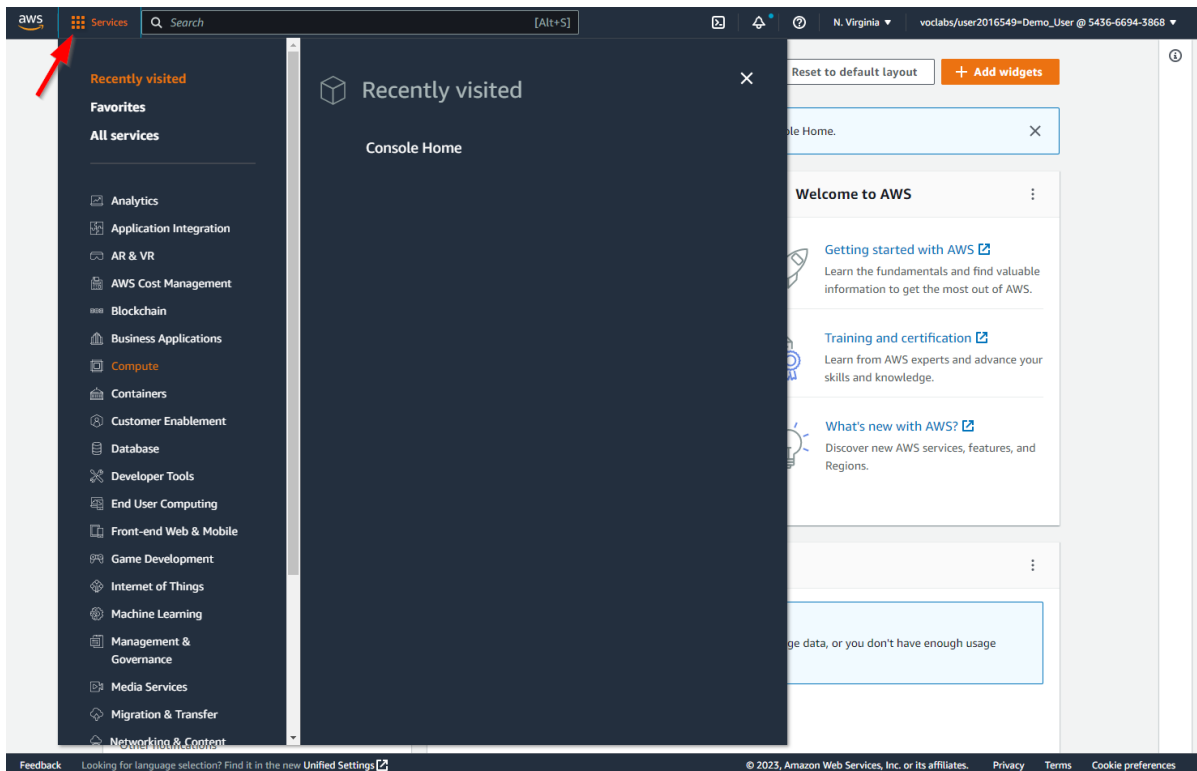 aws
Services
Search
[Alt+S]
N. Virginia ▼
voclabs/user2016549=Demo_User @ 5436-6694-3868 ▼
Recently visited
Favorites
All services
Analytics
Application Integration
AR & VR
AWS Cost Management
Blockchain
Business Applications
Compute
Containers
Customer Enablement
Database
Developer Tools
End User Computing
Front-end Web & Mobile
Game Development
Internet of Things
Machine Learning
Management &
Governance
Media Services
Migration & Transfer
Networking & Content
Other notifications
Recently visited
Console Home
Reset to default layout
+ Add widgets
ole Home.
Welcome to AWS
Getting started with AWS
Learn the fundamentals and find valuable
information to get the most out of AWS.
Training and certification
Learn from AWS experts and advance your
skills and knowledge.
What's new with AWS?
Discover new AWS services, features, and
Regions.
ge data, or you don't have enough usage
Feedback
Looking for language selection? Find it in the new Unified Settings
© 2023, Amazon Web Services, Inc. or its affiliates.
Privacy
Terms
Cookie preferences